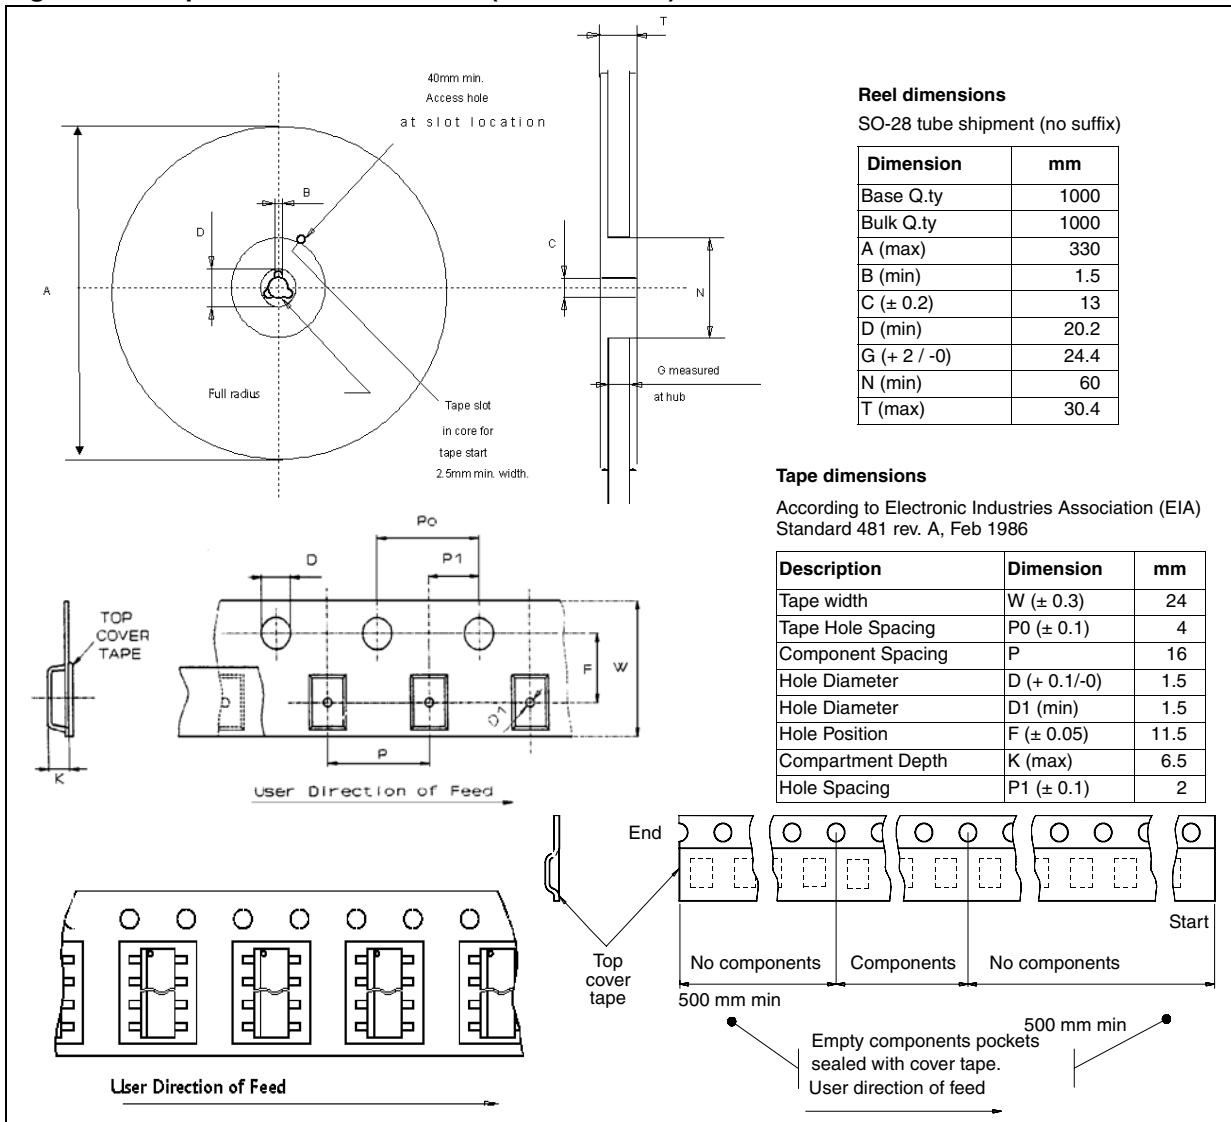 T
40mm min.
Access hole
at slot location
B
D
C
A
N
Full radius
G measured
at hub
Tape slot
in core for
tape start
2.5mm min. width.
Reel dimensions
SO-28 tube shipment (no suffix)
Dimension mm
Base Q.ty 1000
Bulk Q.ty 1000
A (max) 330
B (min) 1.5
C (± 0.2) 13
D (min) 20.2
G (+ 2 / -0) 24.4
N (min) 60
T (max) 30.4
Tape dimensions
According to Electronic Industries Association (EIA)
Standard 481 rev. A, Feb 1986
Description Dimension mm
Tape width W (± 0.3) 24
Tape Hole Spacing P0 (± 0.1) 4
Component Spacing P 16
Hole Diameter D (+ 0.1/-0) 1.5
Hole Diameter D1 (min) 1.5
Hole Position F (± 0.05) 11.5
Compartment Depth K (max) 6.5
Hole Spacing P1 (± 0.1) 2
Po
D
P1
TOP
COVER
TAPE
F
W
D1
P
K
User Direction of Feed
End
Start
Top
cover
tape
No components
Components
No components
500 mm min
500 mm min
Empty components pockets
sealed with cover tape.
User direction of feed
User Direction of Feed